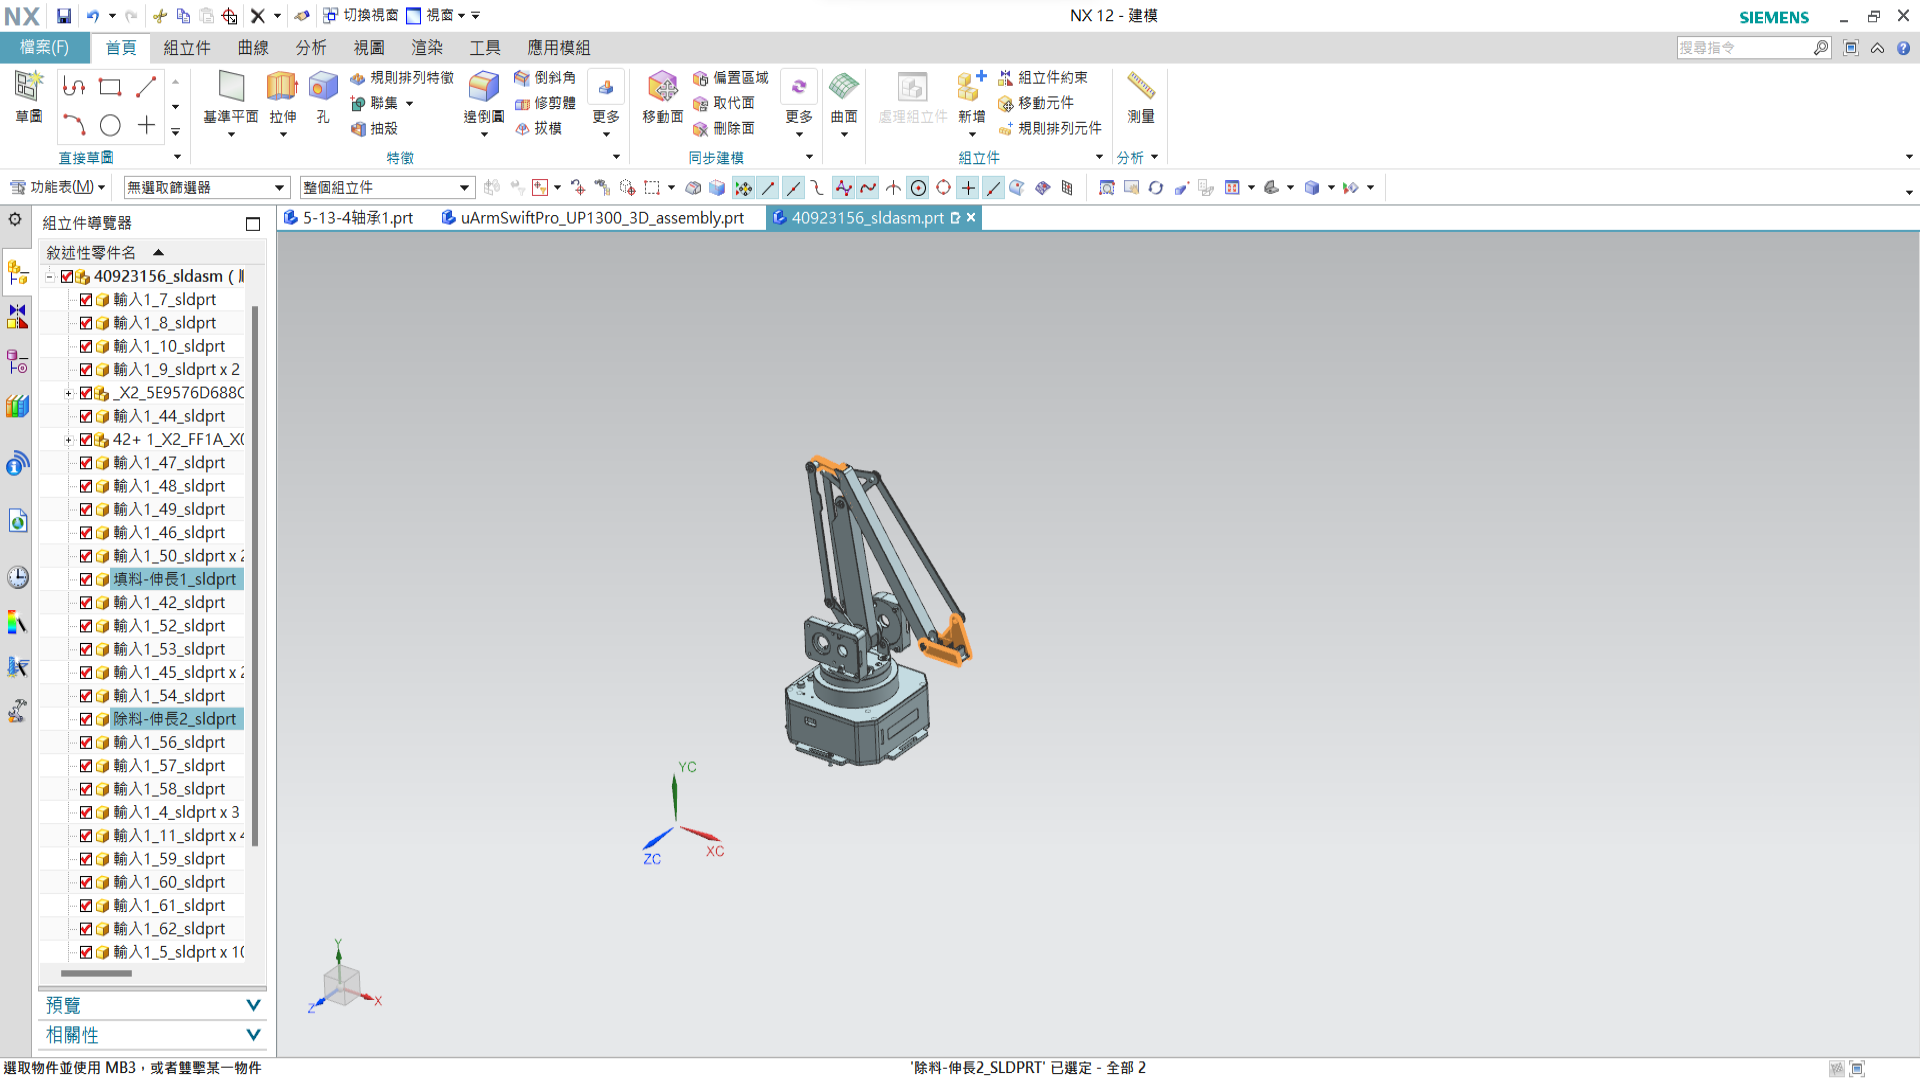 NX 切換視窗 視窗 NX 12 - 建模 SIEMENS
檔案(F) 首頁 組立件 曲線 分析 視圖 渲染 工具 應用模組 搜尋指令
草圖
直接草圖
基準平面 拉伸 孔
規則排列特徵
聯集
抽殼
邊倒圓
倒斜角
修剪體
拔模
更多
特徵
移動面
偏置區域
取代面
刪除面
更多
同步建模
曲面
處理組立件 新增
組立件約束
移動元件
規則排列元件
組立件
測量
分析
功能表(M) 無選取篩選器 整個組立件
組立件導覽器
5-13-4轴承1.prt uArmSwiftPro_UP1300_3D_assembly.prt 40923156_sldasm.prt
敘述性零件名
40923156_sldasm (
輸入1_7_sldprt
輸入1_8_sldprt
輸入1_10_sldprt
輸入1_9_sldprt x 2
_X2_5E9576D688C
輸入1_44_sldprt
42+ 1_X2_FF1A_X0
輸入1_47_sldprt
輸入1_48_sldprt
輸入1_49_sldprt
輸入1_46_sldprt
輸入1_50_sldprt x 2
填料-伸長1_sldprt
輸入1_42_sldprt
輸入1_52_sldprt
輸入1_53_sldprt
輸入1_45_sldprt x 2
輸入1_54_sldprt
除料-伸長2_sldprt
輸入1_56_sldprt
輸入1_57_sldprt
輸入1_58_sldprt
輸入1_4_sldprt x 3
輸入1_11_sldprt x 4
輸入1_59_sldprt
輸入1_60_sldprt
輸入1_61_sldprt
輸入1_62_sldprt
輸入1_5_sldprt x 10
預覽
相關性
YC
XC
ZC
Y
X
Z
選取物件並使用 MB3，或者雙擊某一物件 '除料-伸長2_SLDPRT' 已選定 - 全部 2